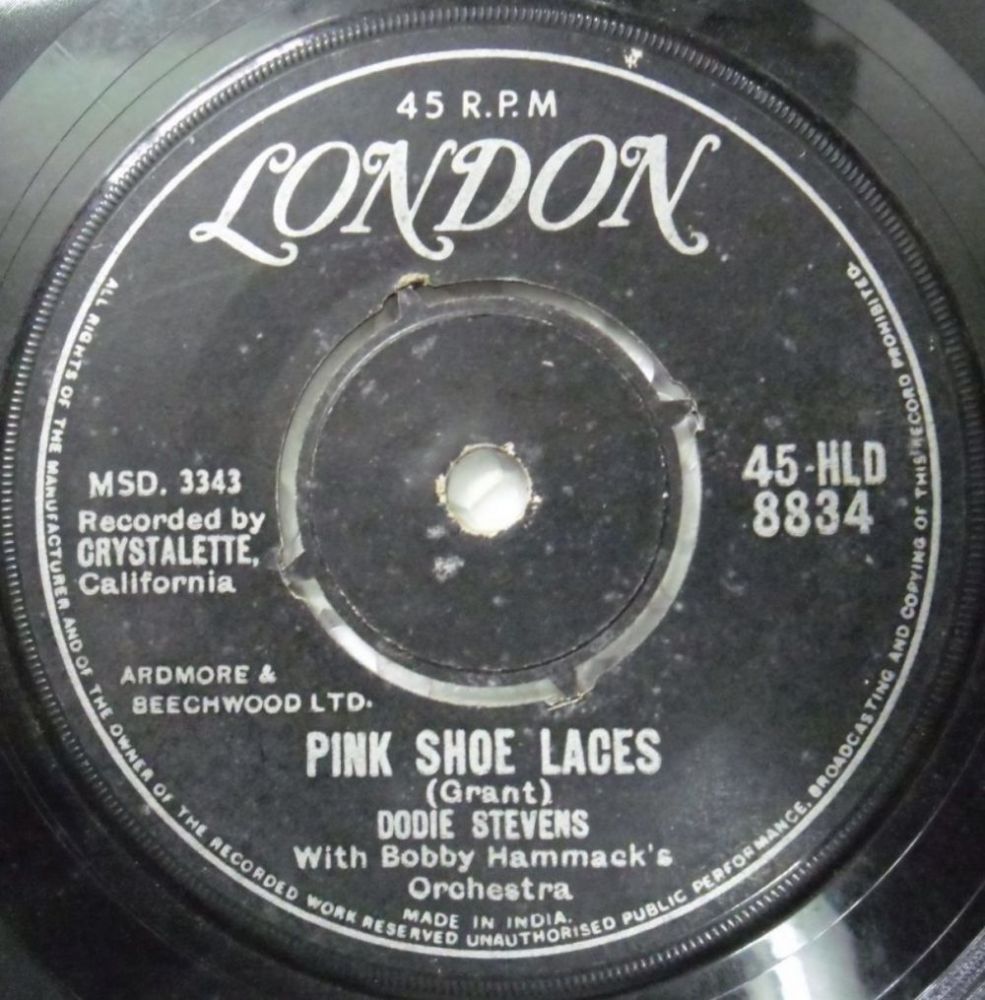 45 R.P.M
LONDON
MSD. 3343
Recorded by
CRYSTALETTE,
California
45-HLD
8834
ARDMORE &
BEECHWOOD LTD.
PINK SHOE LACES
(Grant)
DODIE STEVENS
With Bobby Hammack's
Orchestra
MADE IN INDIA.
ALL RIGHTS OF THE MANUFACTURER AND OF THE OWNER OF THE RECORDED WORK RESERVED UNAUTHORISED PUBLIC PERFORMANCE, BROADCASTING AND COPYING OF THIS RECORD PROHIBITED.